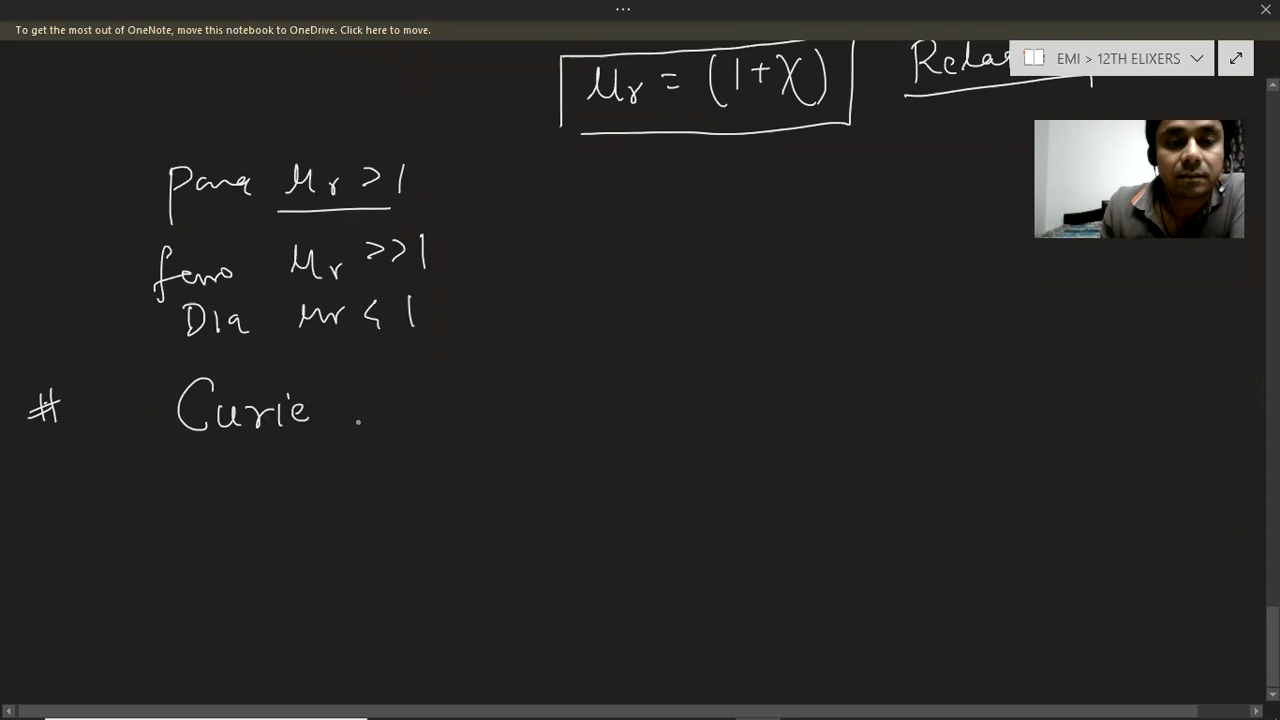 ...
To get the most out of OneNote, move this notebook to OneDrive. Click here to move.
EMI > 12TH ELIXERS
μr = (1+χ)
Para μr > 1
ferro μr >> 1
Dia μr < 1
# Curie .